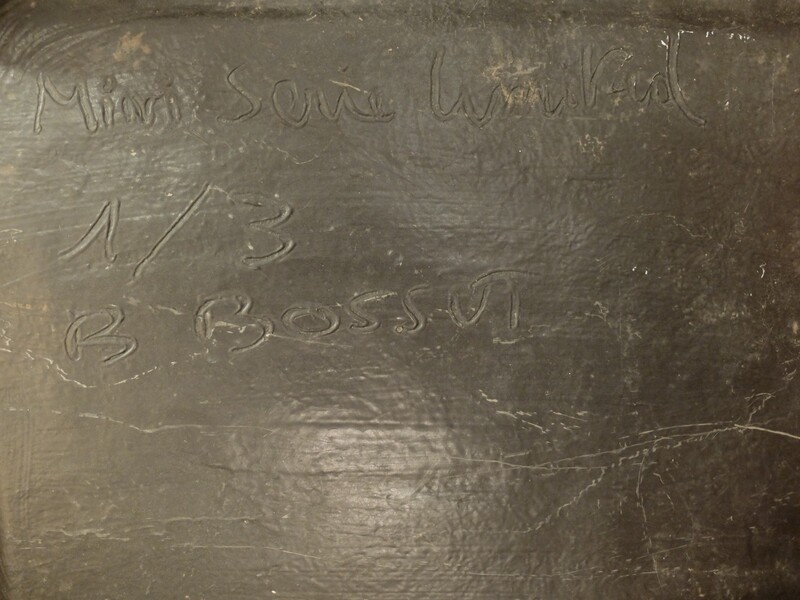 Mini Serie limited
1/3
B BOSSUT